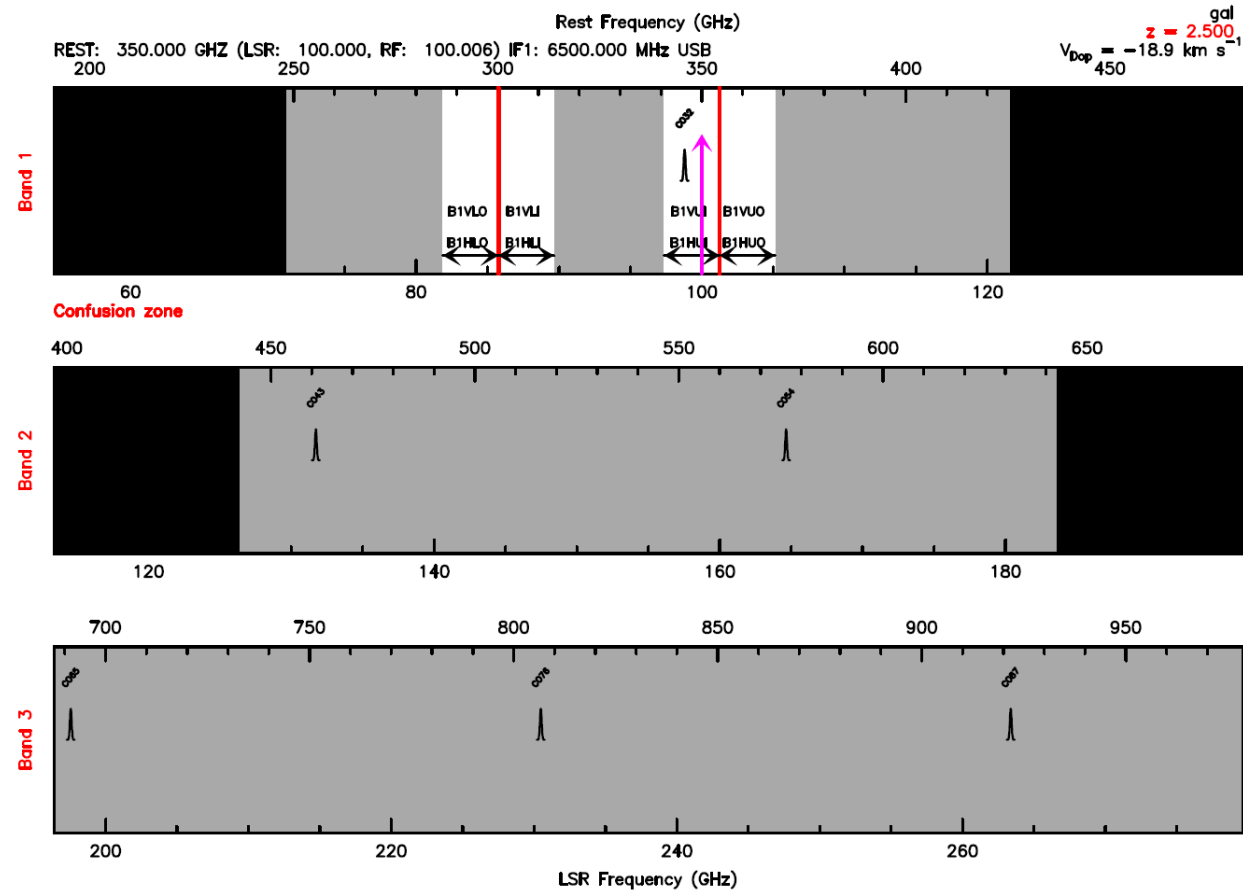 Rest Frequency (GHz)
gal
z = 2.500
REST: 350.000 GHZ (LSR: 100.000, RF: 100.006) IF1: 6500.000 MHz USB
V_Dop = −18.9 km s⁻¹
200 250 300 350 400 450
CO32
Band 1
B1VLO B1VLI B1VUI B1VUO
B1HLO B1HLI B1HUI B1HUO
60 80 100 120
Confusion zone
400 450 500 550 600 650
CO43 CO54
Band 2
120 140 160 180
700 750 800 850 900 950
CO65 CO76 CO87
Band 3
200 220 240 260
LSR Frequency (GHz)